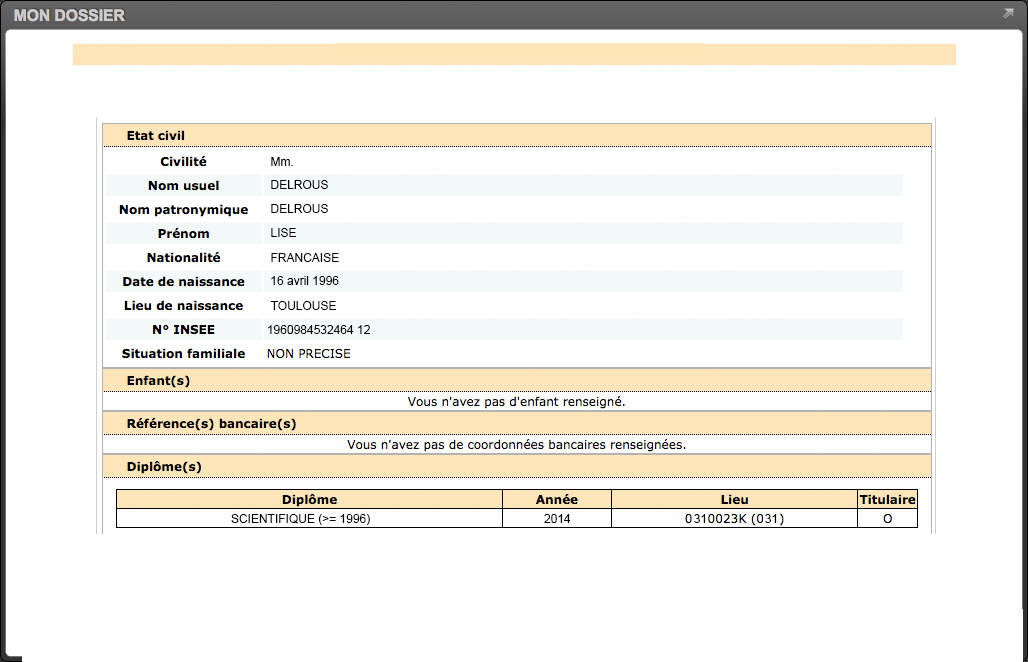 MON DOSSIER
Etat civil
Civilité Mm.
Nom usuel DELROUS
Nom patronymique DELROUS
Prénom LISE
Nationalité FRANCAISE
Date de naissance 16 avril 1996
Lieu de naissance TOULOUSE
N° INSEE 1960984532464 12
Situation familiale NON PRECISE
Enfant(s)
Vous n'avez pas d'enfant renseigné.
Référence(s) bancaire(s)
Vous n'avez pas de coordonnées bancaires renseignées.
Diplôme(s)
Diplôme Année Lieu Titulaire
SCIENTIFIQUE (>= 1996) 2014 0310023K (031) O